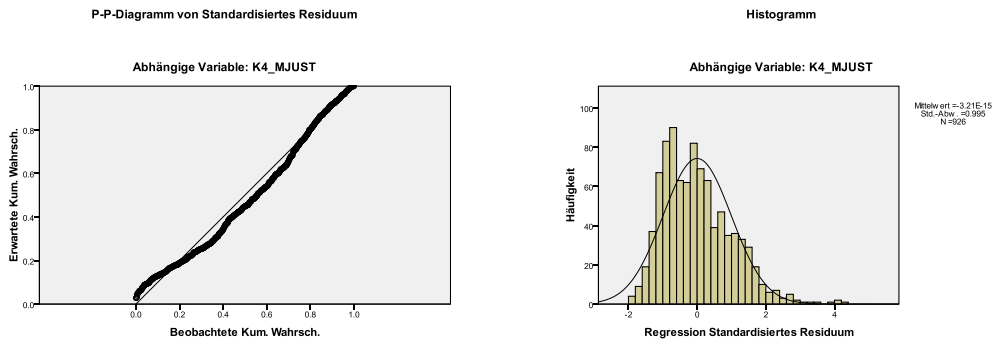 P-P-Diagramm von Standardisiertes Residuum
Abhängige Variable: K4_MJUST
Erwartete Kum. Wahrsch.
1.0
0.8
0.6
0.4
0.2
0.0
0.0 0.2 0.4 0.6 0.8 1.0
Beobachtete Kum. Wahrsch.
Histogramm
Abhängige Variable: K4_MJUST
Häufigkeit
100
80
60
40
20
0
-2 0 2 4
Regression Standardisiertes Residuum
Mittelwert =-3.21E-15
Std.-Abw. =0.995
N =926